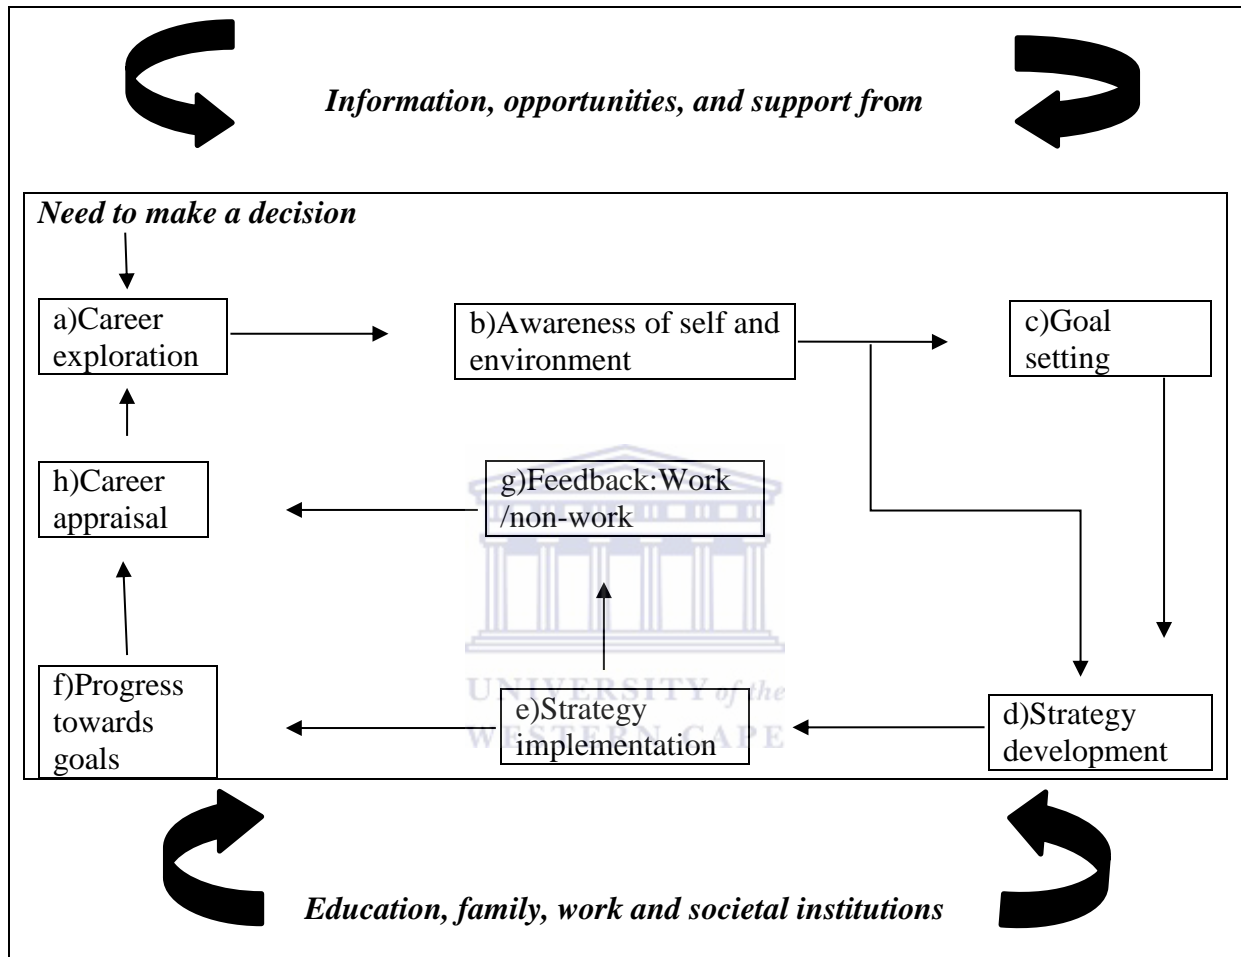 Information, opportunities, and support from
Need to make a decision
a)Career
exploration
b)Awareness of self and
environment
c)Goal
setting
h)Career
appraisal
g)Feedback:Work
/non-work
f)Progress
towards
goals
e)Strategy
implementation
d)Strategy
development
UNIVERSITY of the
WESTERN CAPE
Education, family, work and societal institutions